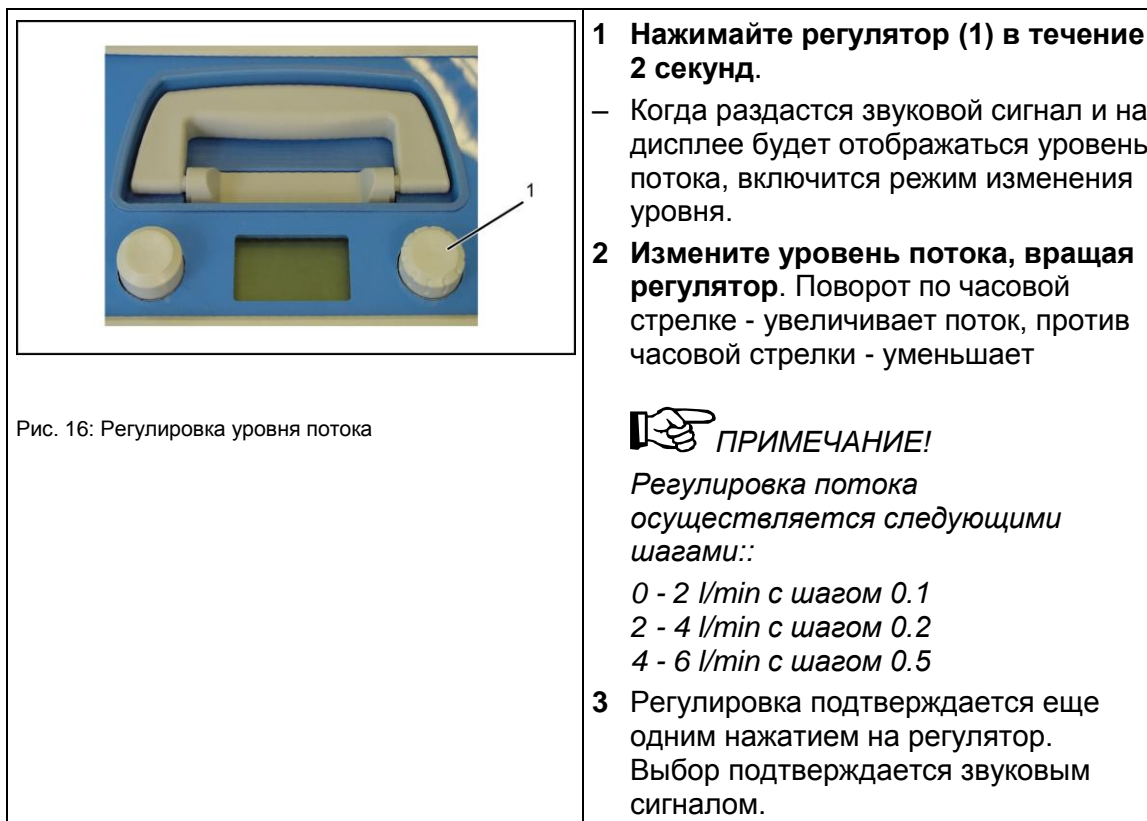 1
Рис. 16: Регулировка уровня потока
1 Нажимайте регулятор (1) в течение
2 секунд.
– Когда раздастся звуковой сигнал и на
дисплее будет отображаться уровень
потока, включится режим изменения
уровня.
2 Измените уровень потока, вращая
регулятор. Поворот по часовой
стрелке - увеличивает поток, против
часовой стрелки - уменьшает
ПРИМЕЧАНИЕ!
Регулировка потока
осуществляется следующими
шагами::
0 - 2 l/min с шагом 0.1
2 - 4 l/min с шагом 0.2
4 - 6 l/min с шагом 0.5
3 Регулировка подтверждается еще
одним нажатием на регулятор.
Выбор подтверждается звуковым
сигналом.